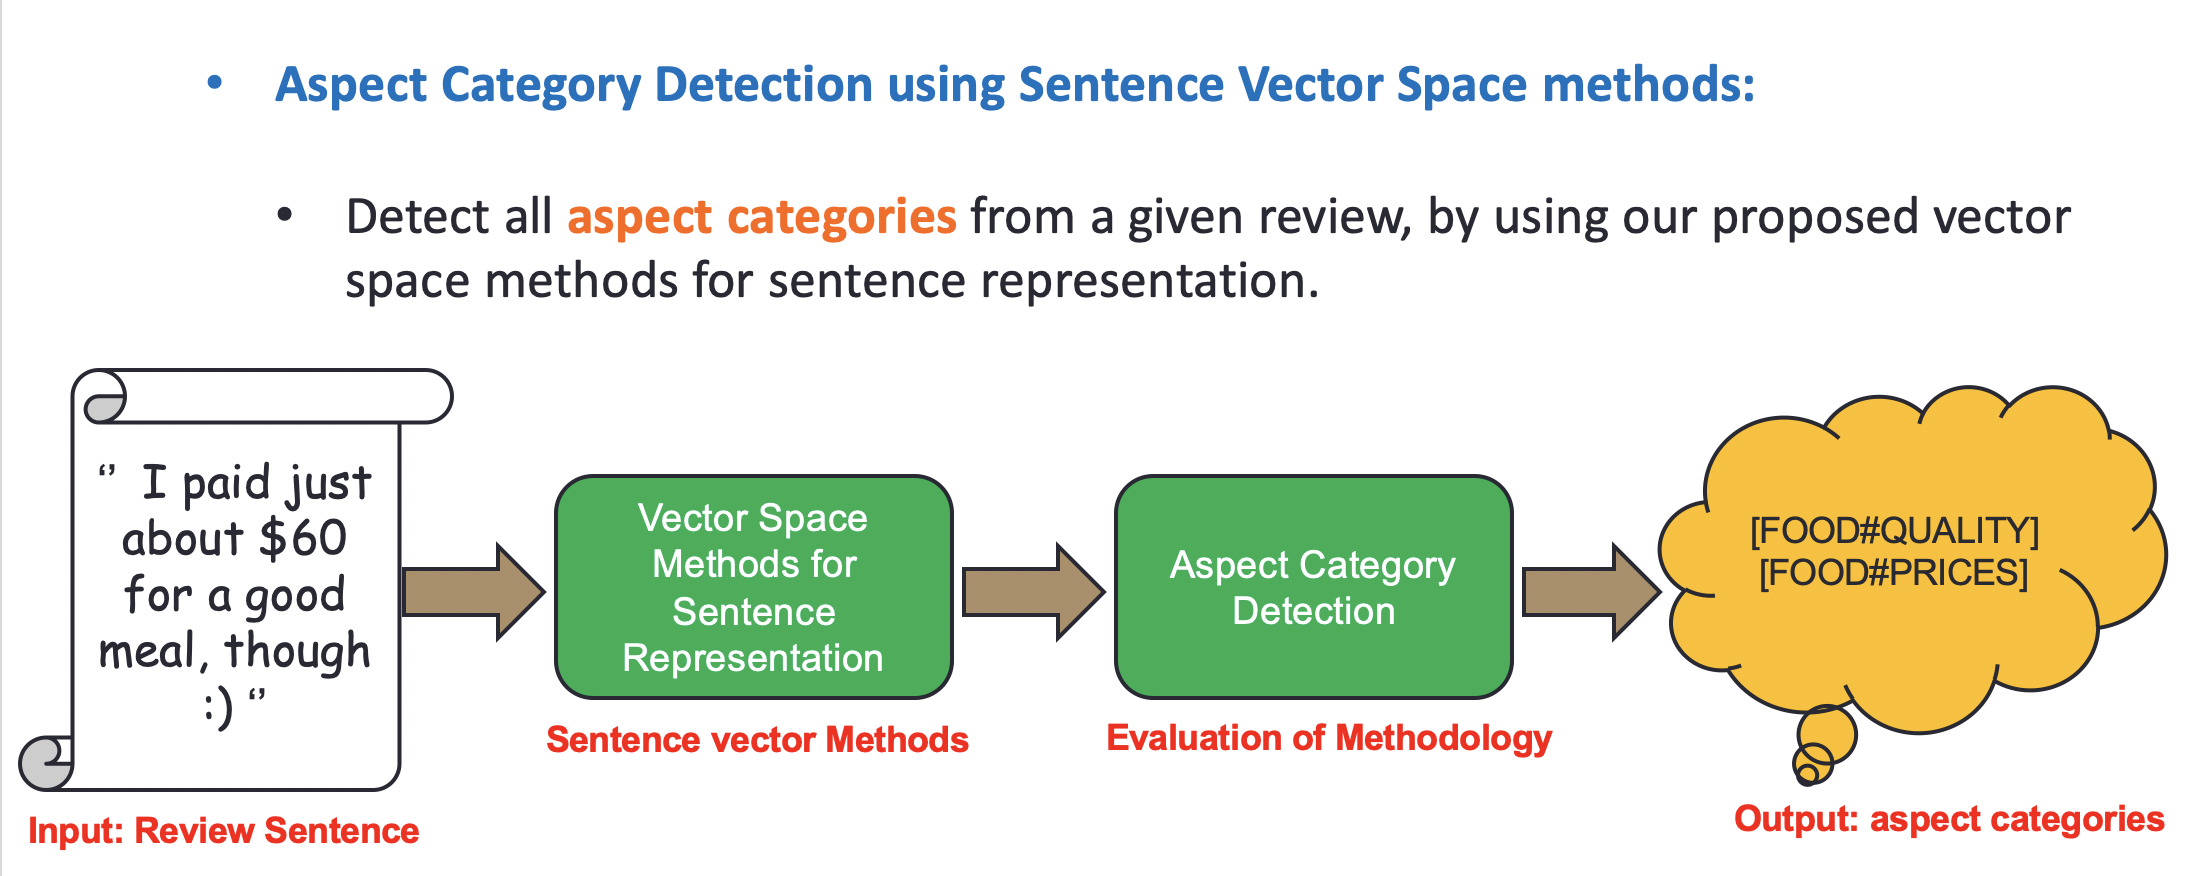 • Aspect Category Detection using Sentence Vector Space methods:
• Detect all aspect categories from a given review, by using our proposed vector
space methods for sentence representation.
‘’ I paid just
about $60
for a good
meal, though
:) ‘’
Input: Review Sentence
Vector Space
Methods for
Sentence
Representation
Sentence vector Methods
Aspect Category
Detection
Evaluation of Methodology
[FOOD#QUALITY]
[FOOD#PRICES]
Output: aspect categories